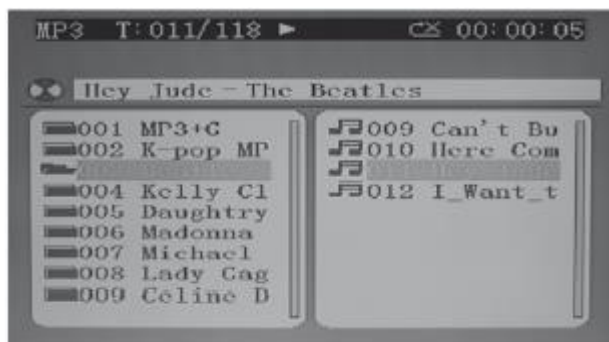 MP3 T:011/118 00:00:05
Hey Jude - The Beatles
001 MP3+G
002 K-pop MP
004 Kelly Cl
005 Daughtry
006 Madonna
007 Michael
008 Lady Gag
009 Celine D
009 Can't Bu
010 Here Com
012 I_Want_t